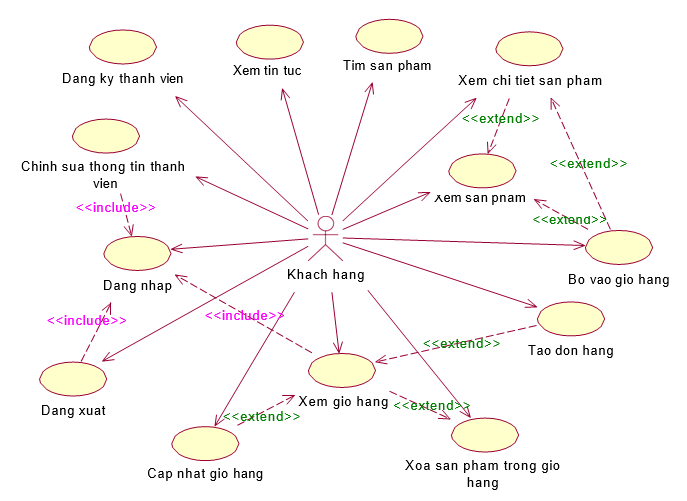 Dang ky thanh vien
Xem tin tuc
Tim san pham
Xem chi tiet san pham
<<extend>>
Chinh sua thong tin thanh
vien
<<extend>>
Xem san pham
<<include>>
<<extend>>
Dang nhap
Khach hang
Bo vao gio hang
<<include>>
<<include>>
<<extend>>
Tao don hang
Dang xuat
Xem gio hang
<<extend>>
<<extend>>
Cap nhat gio hang
Xoa san pham trong gio
hang